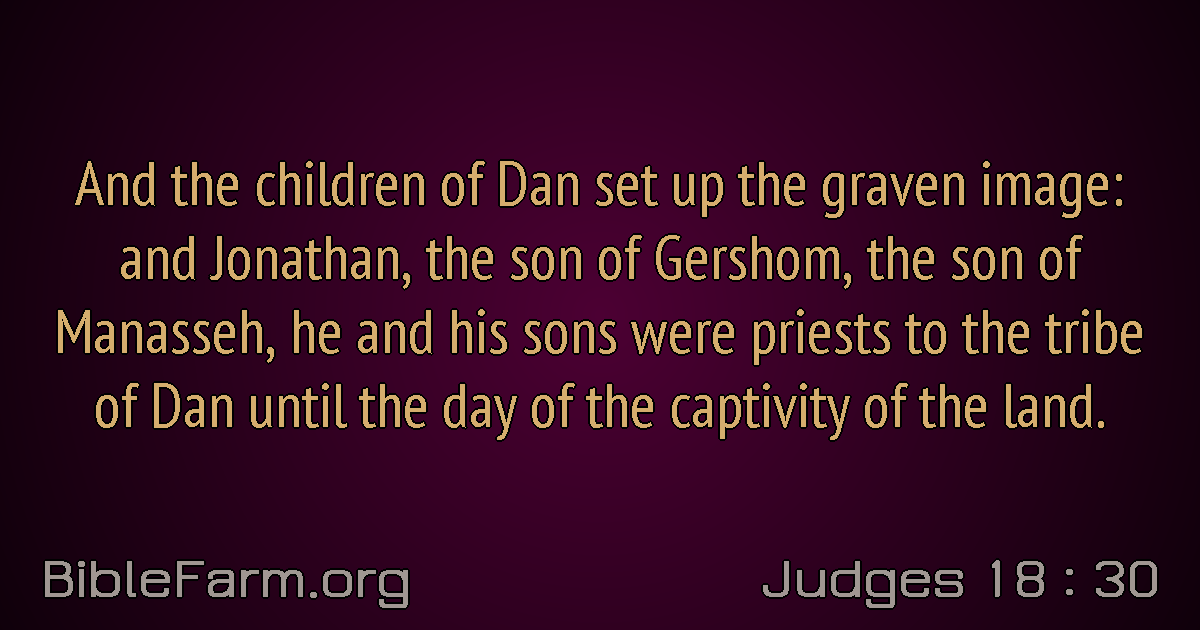 And the children of Dan set up the graven image:
and Jonathan, the son of Gershom, the son of
Manasseh, he and his sons were priests to the tribe
of Dan until the day of the captivity of the land.
BibleFarm.org
Judges 18 : 30